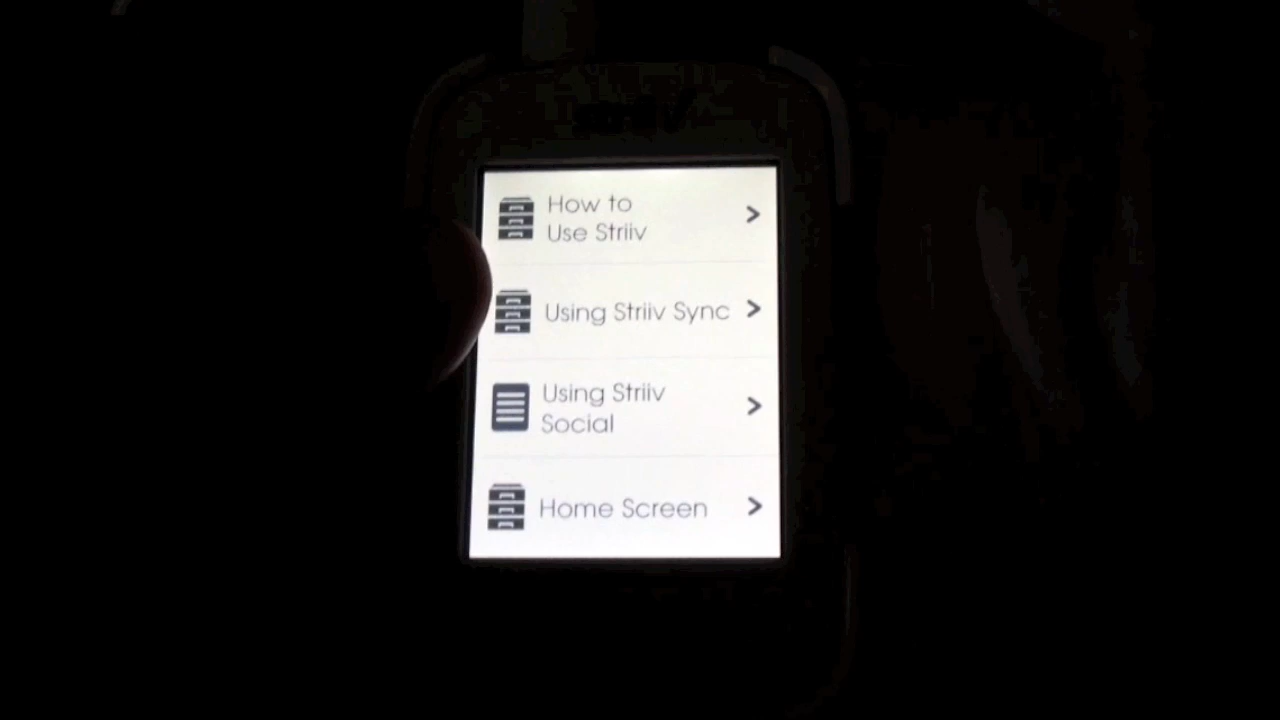 How to
Use Striiv
Using Striiv Sync
Using Striiv
Social
Home Screen